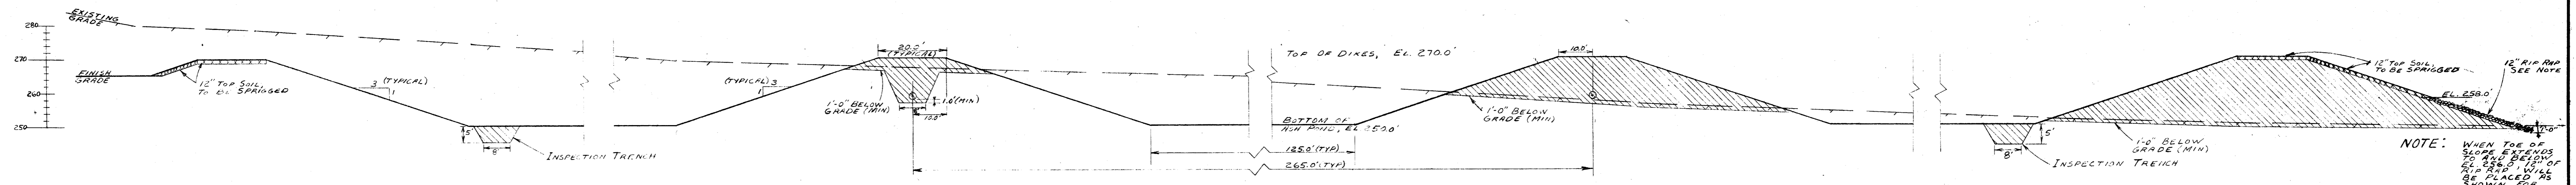 EXISTING
GRADE
280
270
260
250
FINISH
GRADE
12" TOP SOIL,
TO BE SPRIGGED
3 (TYPICAL)
1
5'
8'
INSPECTION TRENCH
(TYPICAL) 3
1
20.0'
(TYPICAL)
1'-0" BELOW
GRADE (MIN)
1.0' (MIN)
10.0'
TOP OF DIKES, EL. 270.0'
BOTTOM OF
ASH POND, EL 250.0'
125.0' (TYP)
265.0' (TYP)
10.0'
1'-0" BELOW
GRADE (MIN)
5'
8'
INSPECTION TRENCH
1'-0" BELOW
GRADE (MIN)
12" TOP SOIL,
TO BE SPRIGGED
12" RIP RAP
SEE NOTE
EL. 258.0'
NOTE: WHEN TOE OF
SLOPE EXTENDS
TO AND BELOW
EL. 256.0, 12" OF
RIP RAP WILL
BE PLACED AS
SHOWN FOR